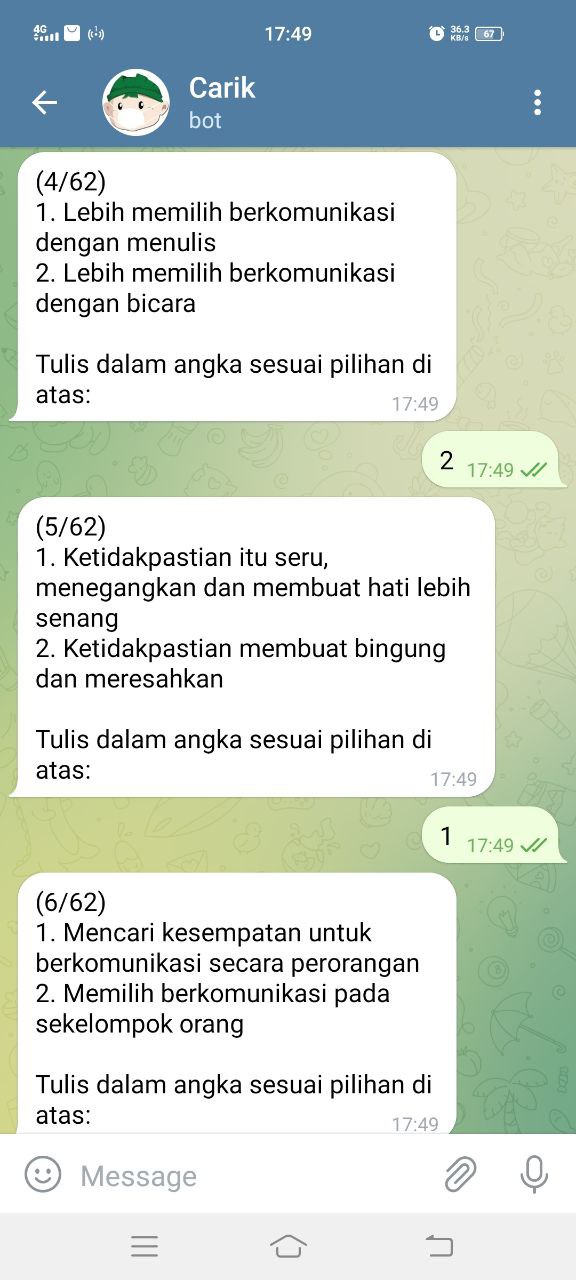 4G
17:49
36.3
KB/s
67
Carik
bot
(4/62)
1. Lebih memilih berkomunikasi
dengan menulis
2. Lebih memilih berkomunikasi
dengan bicara
Tulis dalam angka sesuai pilihan di
atas:
17:49
2 17:49
(5/62)
1. Ketidakpastian itu seru,
menegangkan dan membuat hati lebih
senang
2. Ketidakpastian membuat bingung
dan meresahkan
Tulis dalam angka sesuai pilihan di
atas:
17:49
1 17:49
(6/62)
1. Mencari kesempatan untuk
berkomunikasi secara perorangan
2. Memilih berkomunikasi pada
sekelompok orang
Tulis dalam angka sesuai pilihan di
atas:
17:49
Message